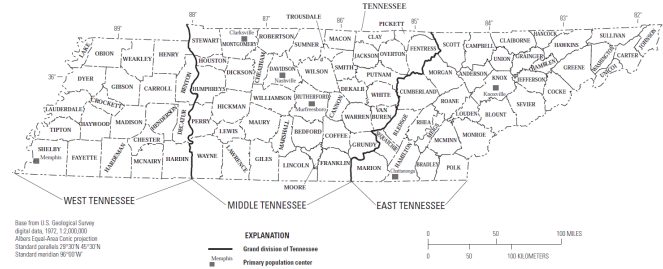 TENNESSEE
89°
88°
87°
86°
85°
84°
83°
82°
36°
36°
35°
35°
LAKE
OBION
WEAKLEY
HENRY
STEWART
Clarksville
MONTGOMERY
ROBERTSON
TROUSDALE
SUMNER
MACON
CLAY
PICKETT
JACKSON
OVERTON
FENTRESS
SCOTT
CAMPBELL
CLAIBORNE
HANCOCK
HAWKINS
SULLIVAN
JOHNSON
CARTER
WASHINGTON
UNICOI
GREENE
UNION
GRAINGER
HAMBLEN
DYER
GIBSON
CARROLL
BENTON
HOUSTON
HUMPHREYS
DICKSON
CHEATHAM
DAVIDSON
Nashville
WILSON
SMITH
PUTNAM
DEKALB
WHITE
CUMBERLAND
MORGAN
ANDERSON
KNOX
Knoxville
JEFFERSON
COCKE
SEVIER
LAUDERDALE
CROCKETT
HAYWOOD
MADISON
HENDERSON
DECATUR
PERRY
HICKMAN
WILLIAMSON
RUTHERFORD
Murfreesboro
CANNON
WARREN
VAN
BUREN
BLEDSOE
RHEA
ROANE
LOUDEN
BLOUNT
TIPTON
SHELBY
Memphis
FAYETTE
HARDEMAN
CHESTER
MCNAIRY
HARDIN
WAYNE
LEWIS
LAWRENCE
MAURY
GILES
MARSHALL
BEDFORD
LINCOLN
MOORE
COFFEE
FRANKLIN
GRUNDY
MARION
SEQUATCHIE
HAMILTON
Chattanooga
MEIGS
MCMINN
MONROE
BRADLEY
POLK
WEST TENNESSEE
MIDDLE TENNESSEE
EAST TENNESSEE
Base from U.S. Geological Survey
digital data, 1972, 1:2,000,000
Albers Equal-Area Conic projection
Standard parallels 29°30'N 45°30'N
Standard meridian 96°00'W
EXPLANATION
Grand division of Tennessee
Memphis
Primary population center
0 50 100 MILES
0 50 100 KILOMETERS